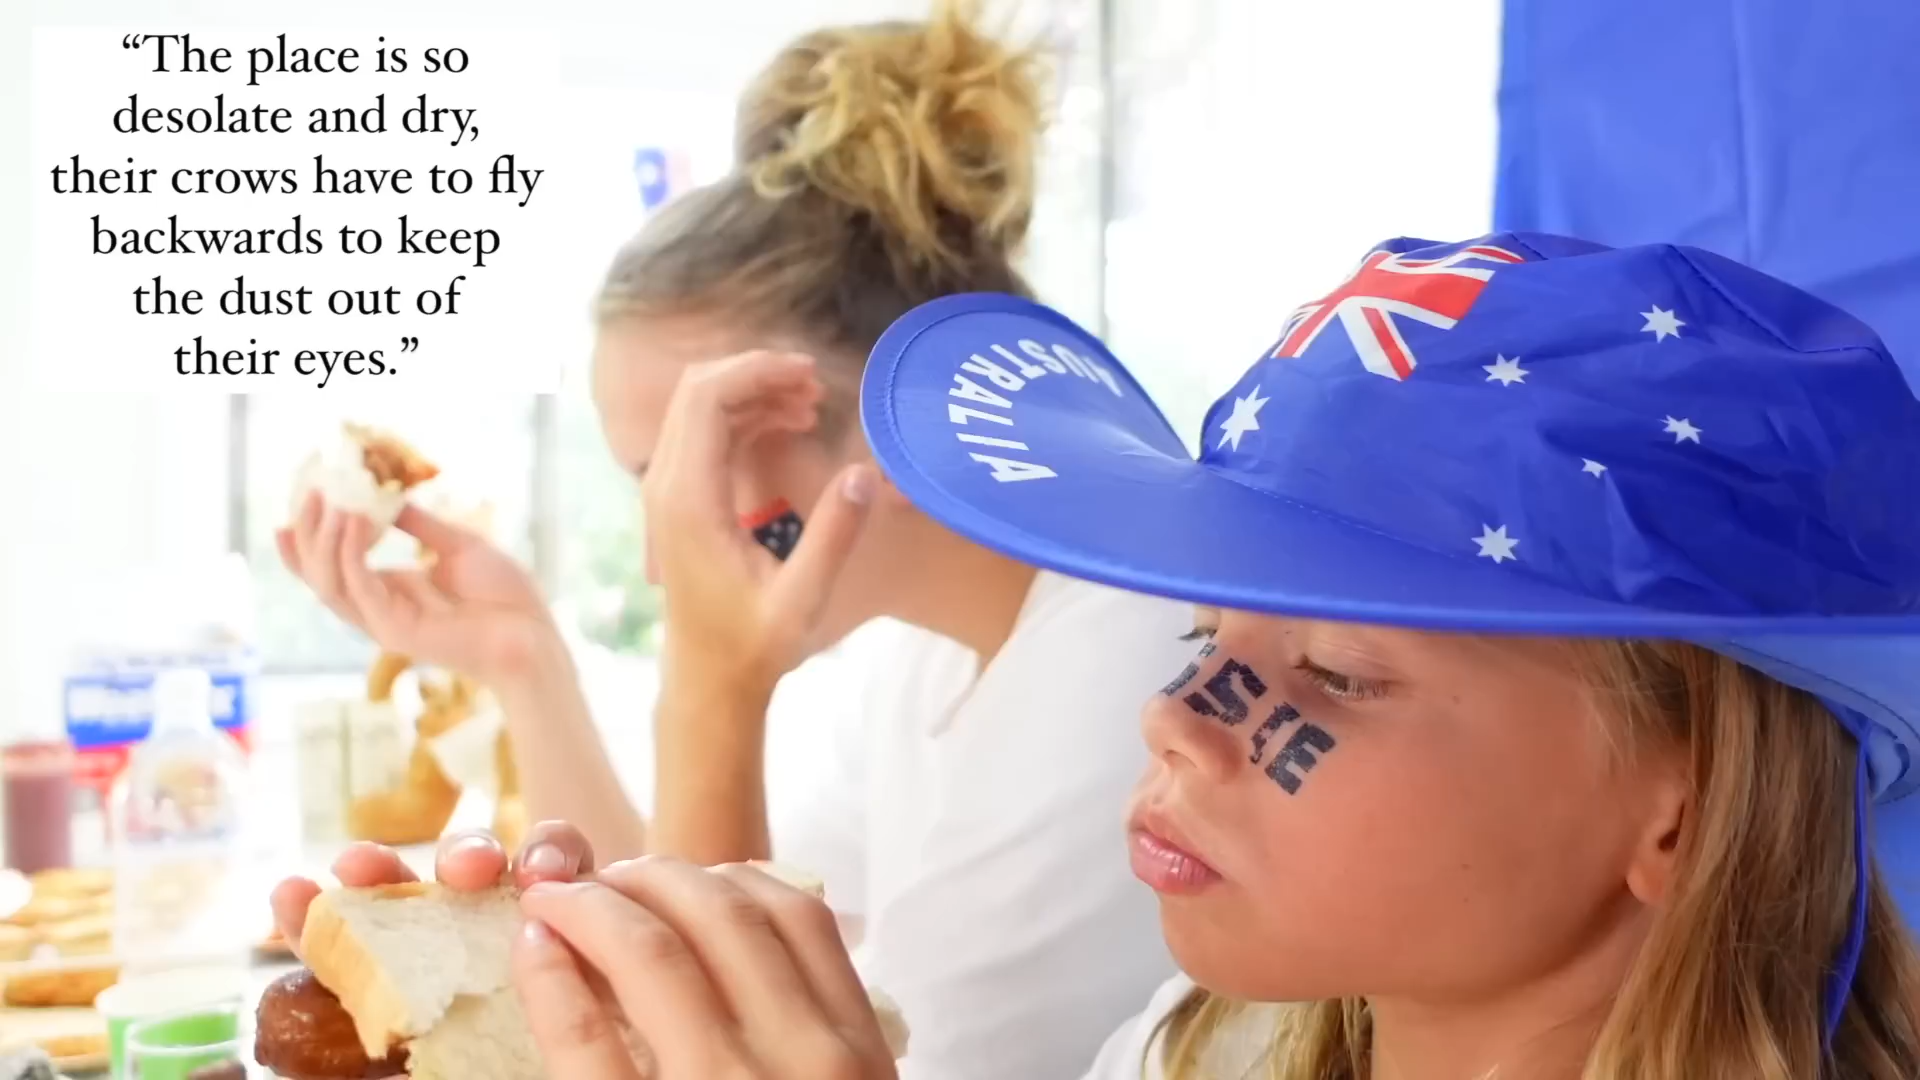 “The place is so
desolate and dry,
their crows have to fly
backwards to keep
the dust out of
their eyes.”
AUSTRALIA